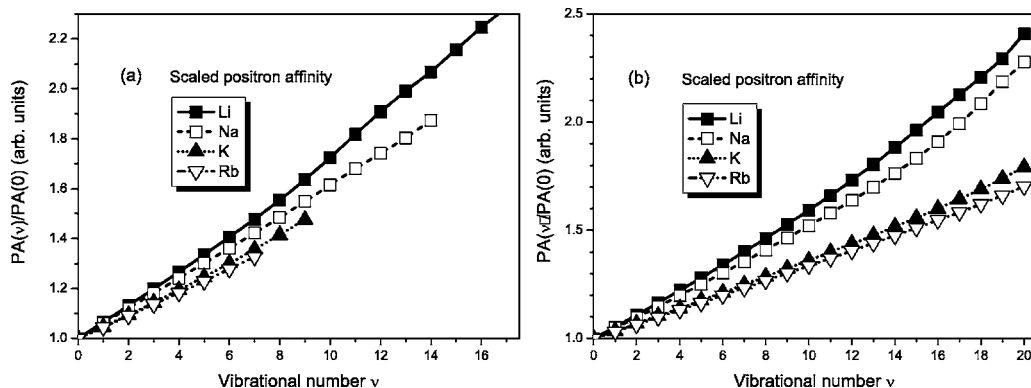 2.2
2.0
1.8
1.6
1.4
1.2
1.0
PA(ν)/PA(0) (arb. units)
(a) Scaled positron affinity
Li
Na
K
Rb
0 2 4 6 8 10 12 14 16
Vibrational number ν
2.5
2.0
1.5
1.0
PA(ν□/PA(0) (arb. units)
(b) Scaled positron affinity
Li
Na
K
Rb
0 2 4 6 8 10 12 14 16 18 20
Vibrational number ν